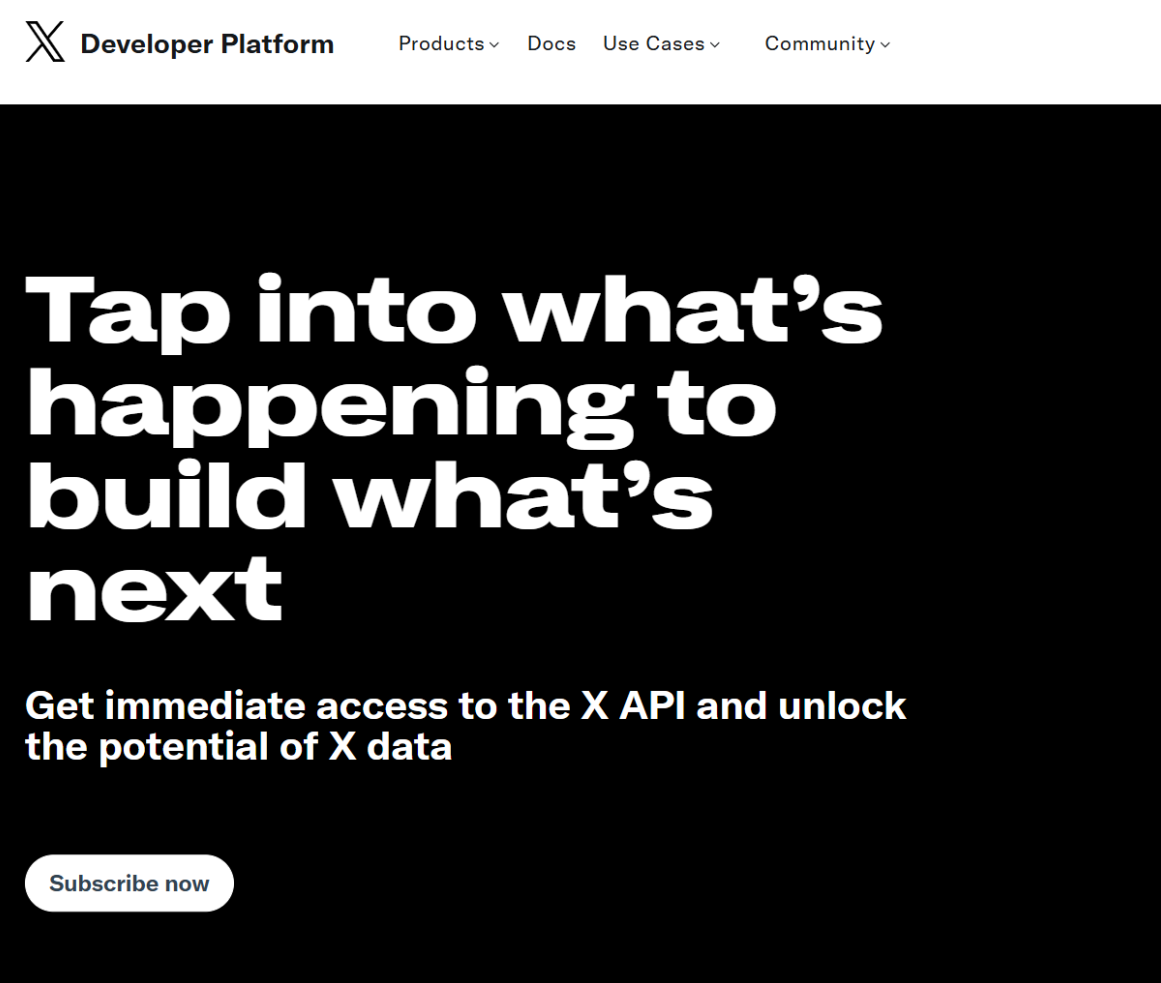 X Developer Platform Products Docs Use Cases Community
Tap into what’s
happening to
build what’s
next
Get immediate access to the X API and unlock
the potential of X data
Subscribe now